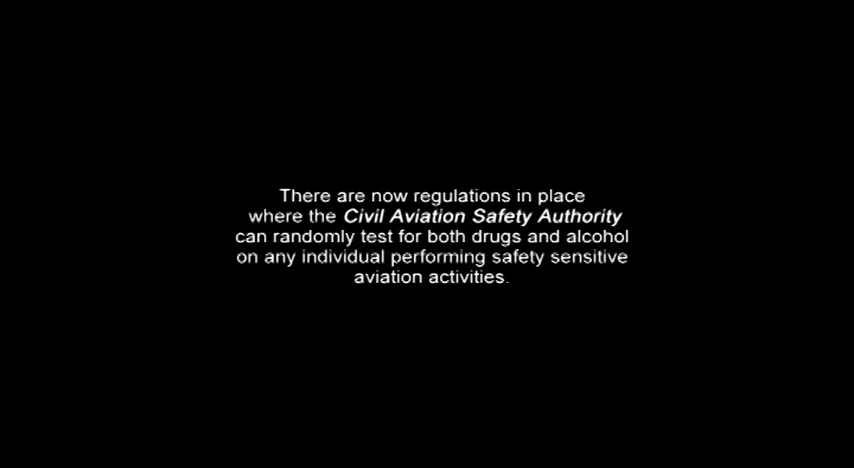 There are now regulations in place
where the Civil Aviation Safety Authority
can randomly test for both drugs and alcohol
on any individual performing safety sensitive
aviation activities.